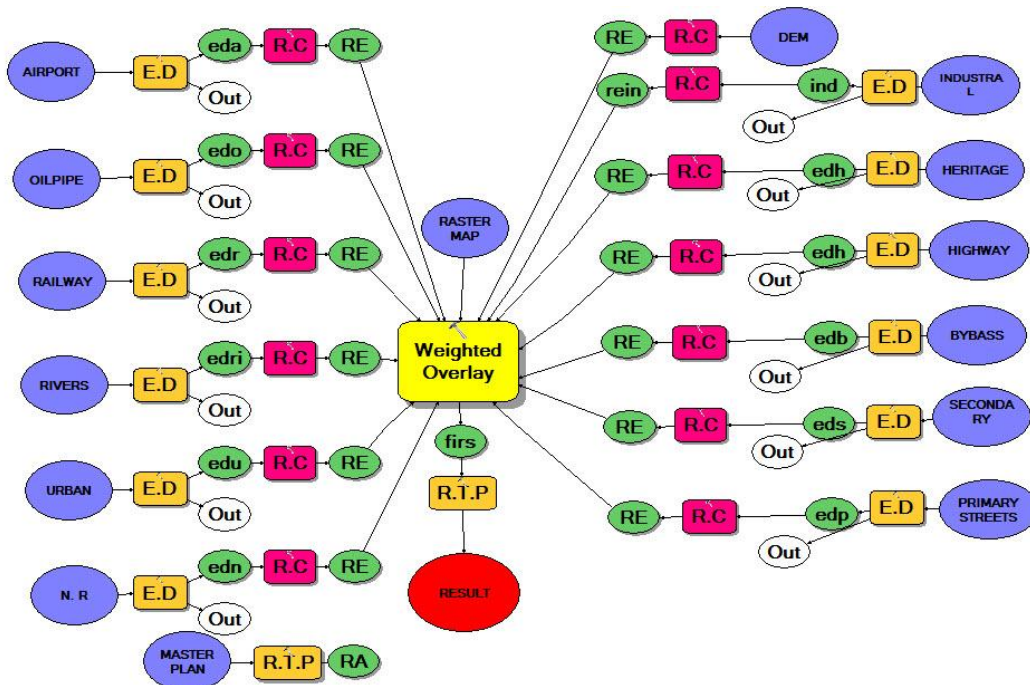 AIRPORT
E.D
eda
R.C
RE
Out
OILPIPE
E.D
edo
R.C
RE
Out
RAILWAY
E.D
edr
R.C
RE
Out
RIVERS
E.D
edri
R.C
RE
Out
URBAN
E.D
edu
R.C
RE
Out
N. R
E.D
edn
R.C
RE
Out
MASTER
PLAN
R.T.P
RA
RASTER
MAP
Weighted
Overlay
firs
R.T.P
RESULT
RE
R.C
DEM
rein
R.C
ind
E.D
INDUSTRA
L
Out
RE
R.C
edh
E.D
HERITAGE
Out
RE
R.C
edh
E.D
HIGHWAY
Out
RE
R.C
edb
E.D
BYBASS
Out
RE
R.C
eds
E.D
SECONDA
RY
Out
RE
R.C
edp
E.D
PRIMARY
STREETS
Out